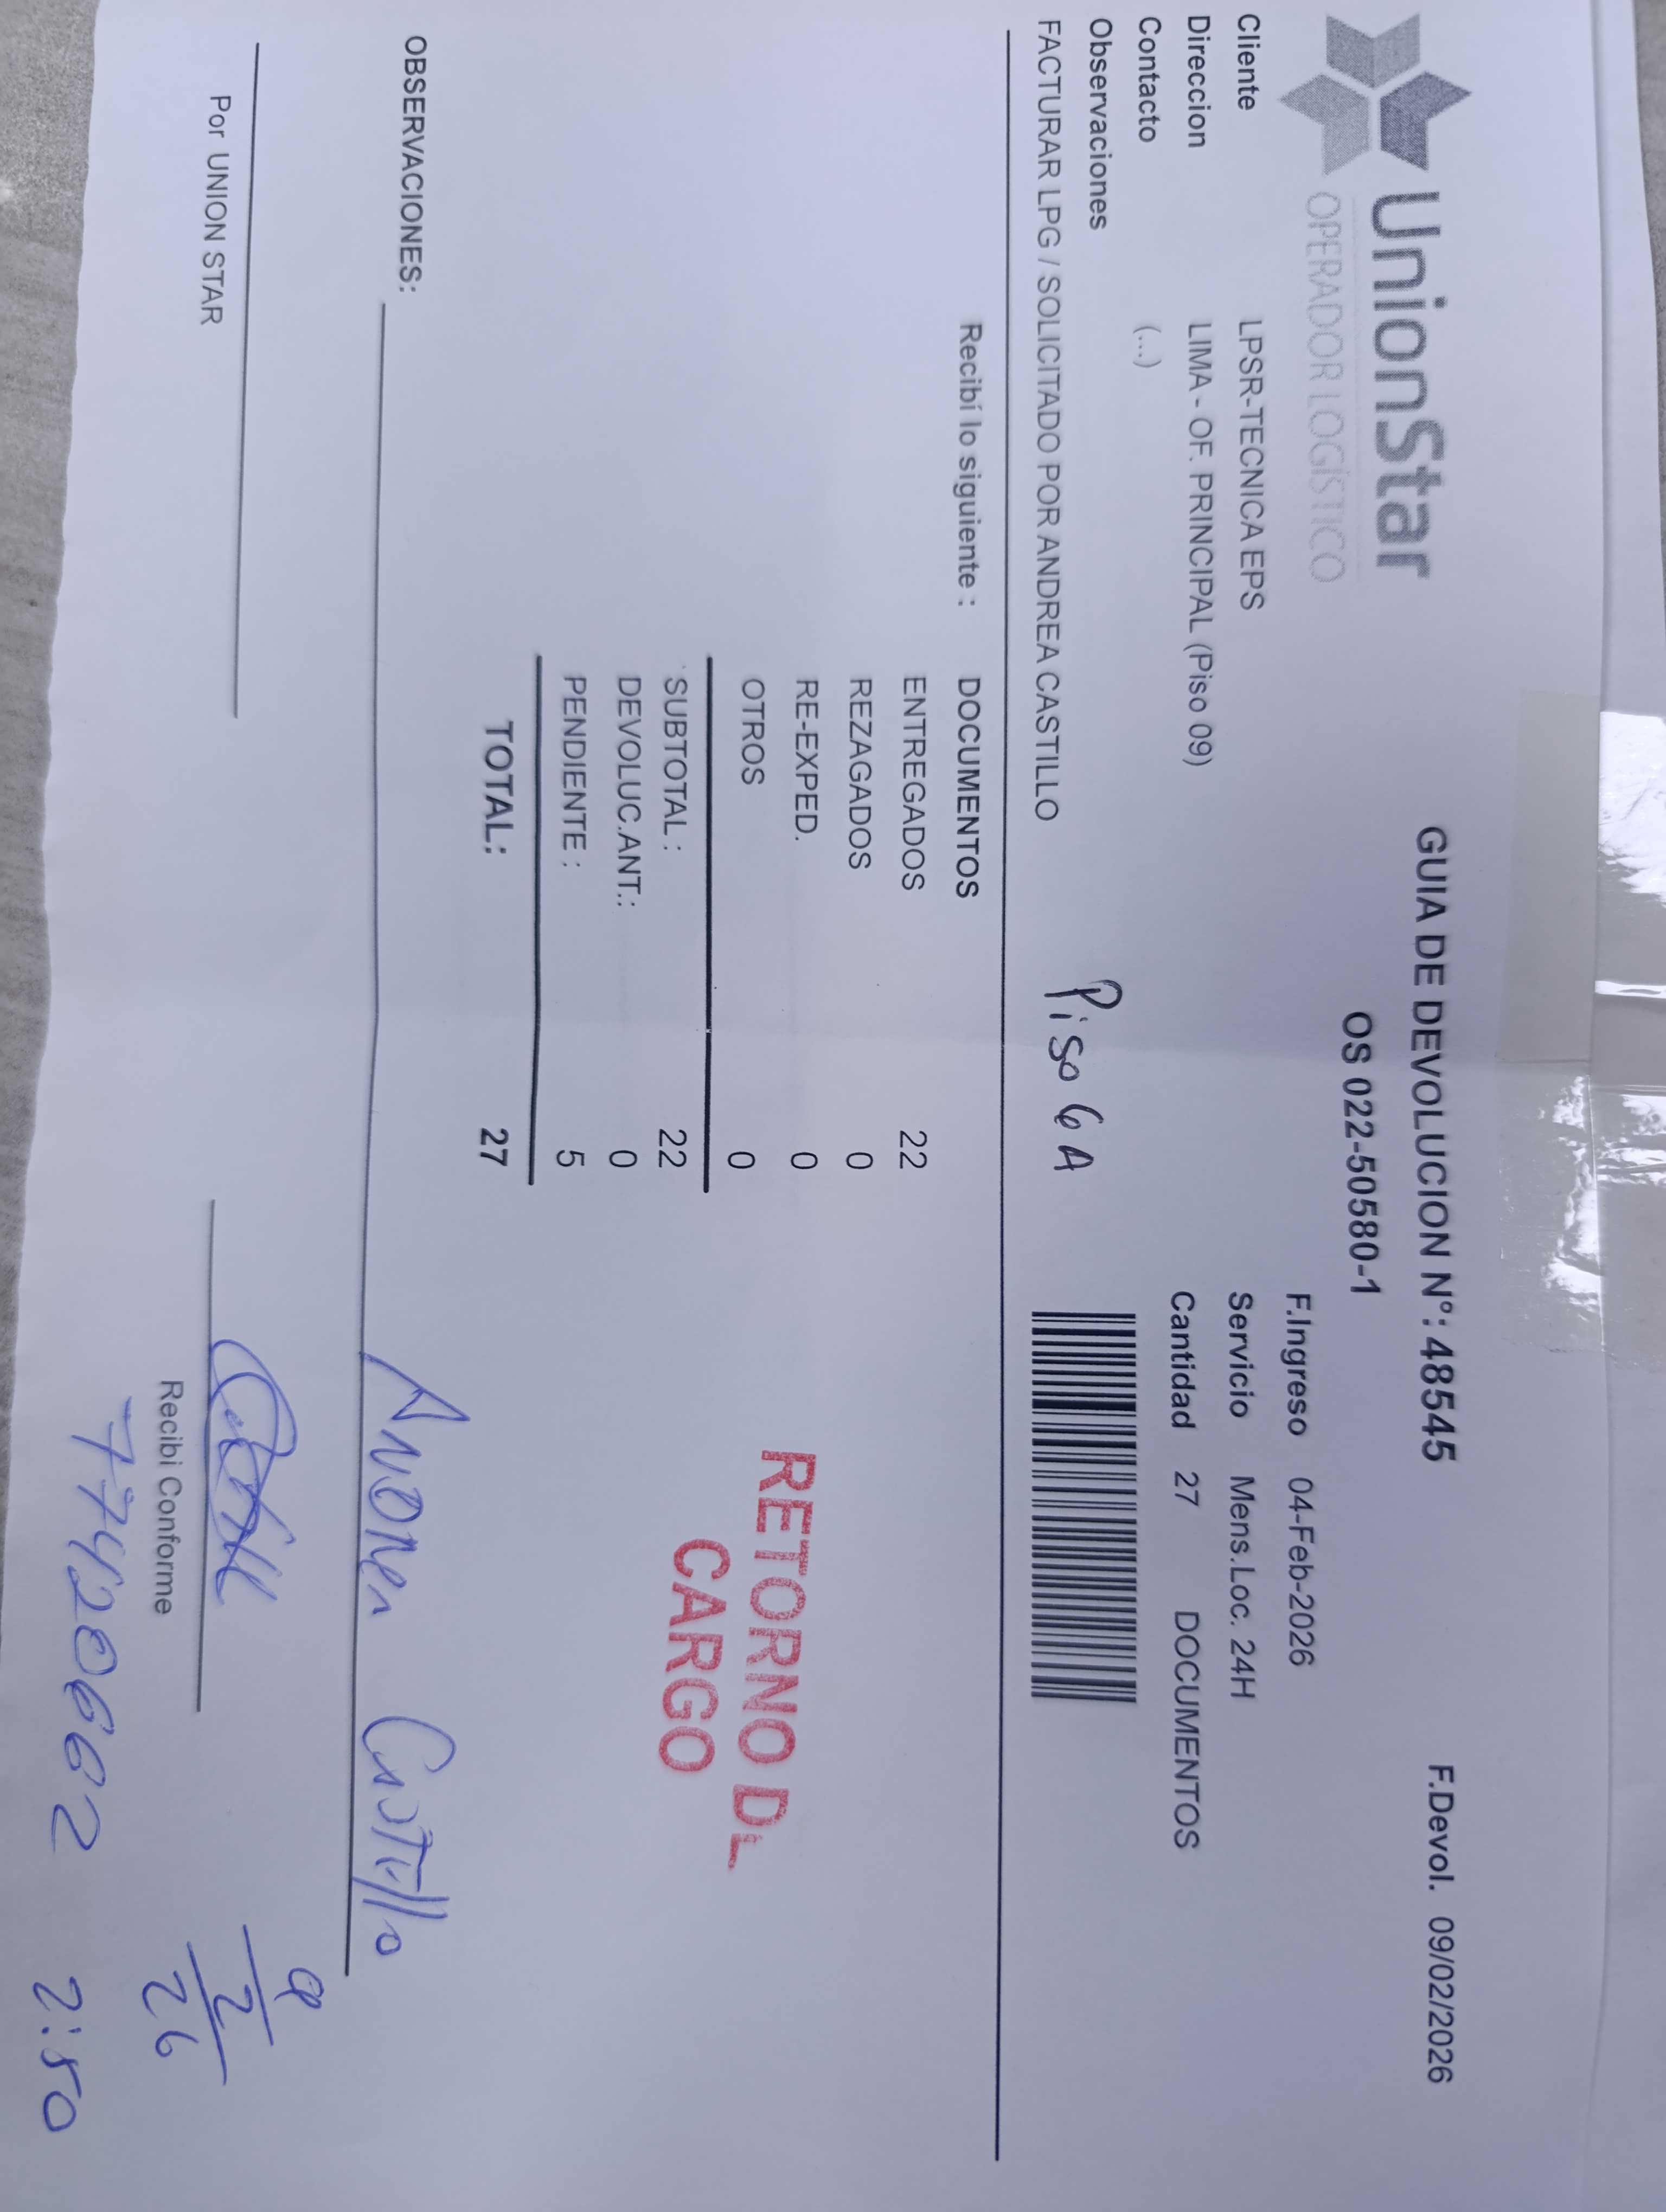 UnionStar
OPERADOR LOGÍSTICO
GUIA DE DEVOLUCION N°: 48545
F.Devol. 09/02/2026
OS 022-50580-1
Cliente LPSR-TECNICA EPS
F.Ingreso 04-Feb-2026
Direccion LIMA - OF. PRINCIPAL (Piso 09)
Servicio Mens.Loc. 24H
Contacto (...)
Cantidad 27 DOCUMENTOS
Observaciones
FACTURAR LPG / SOLICITADO POR ANDREA CASTILLO
Piso 6A
Recibí lo siguiente : DOCUMENTOS
ENTREGADOS 22
REZAGADOS 0
RE-EXPED. 0
OTROS 0
SUBTOTAL : 22
DEVOLUC.ANT.: 0
PENDIENTE : 5
TOTAL: 27
RETORNO DE
CARGO
OBSERVACIONES:
Andrea Castillo
Por UNION STAR
Recibi Conforme
9/2/26
77420662
2:50